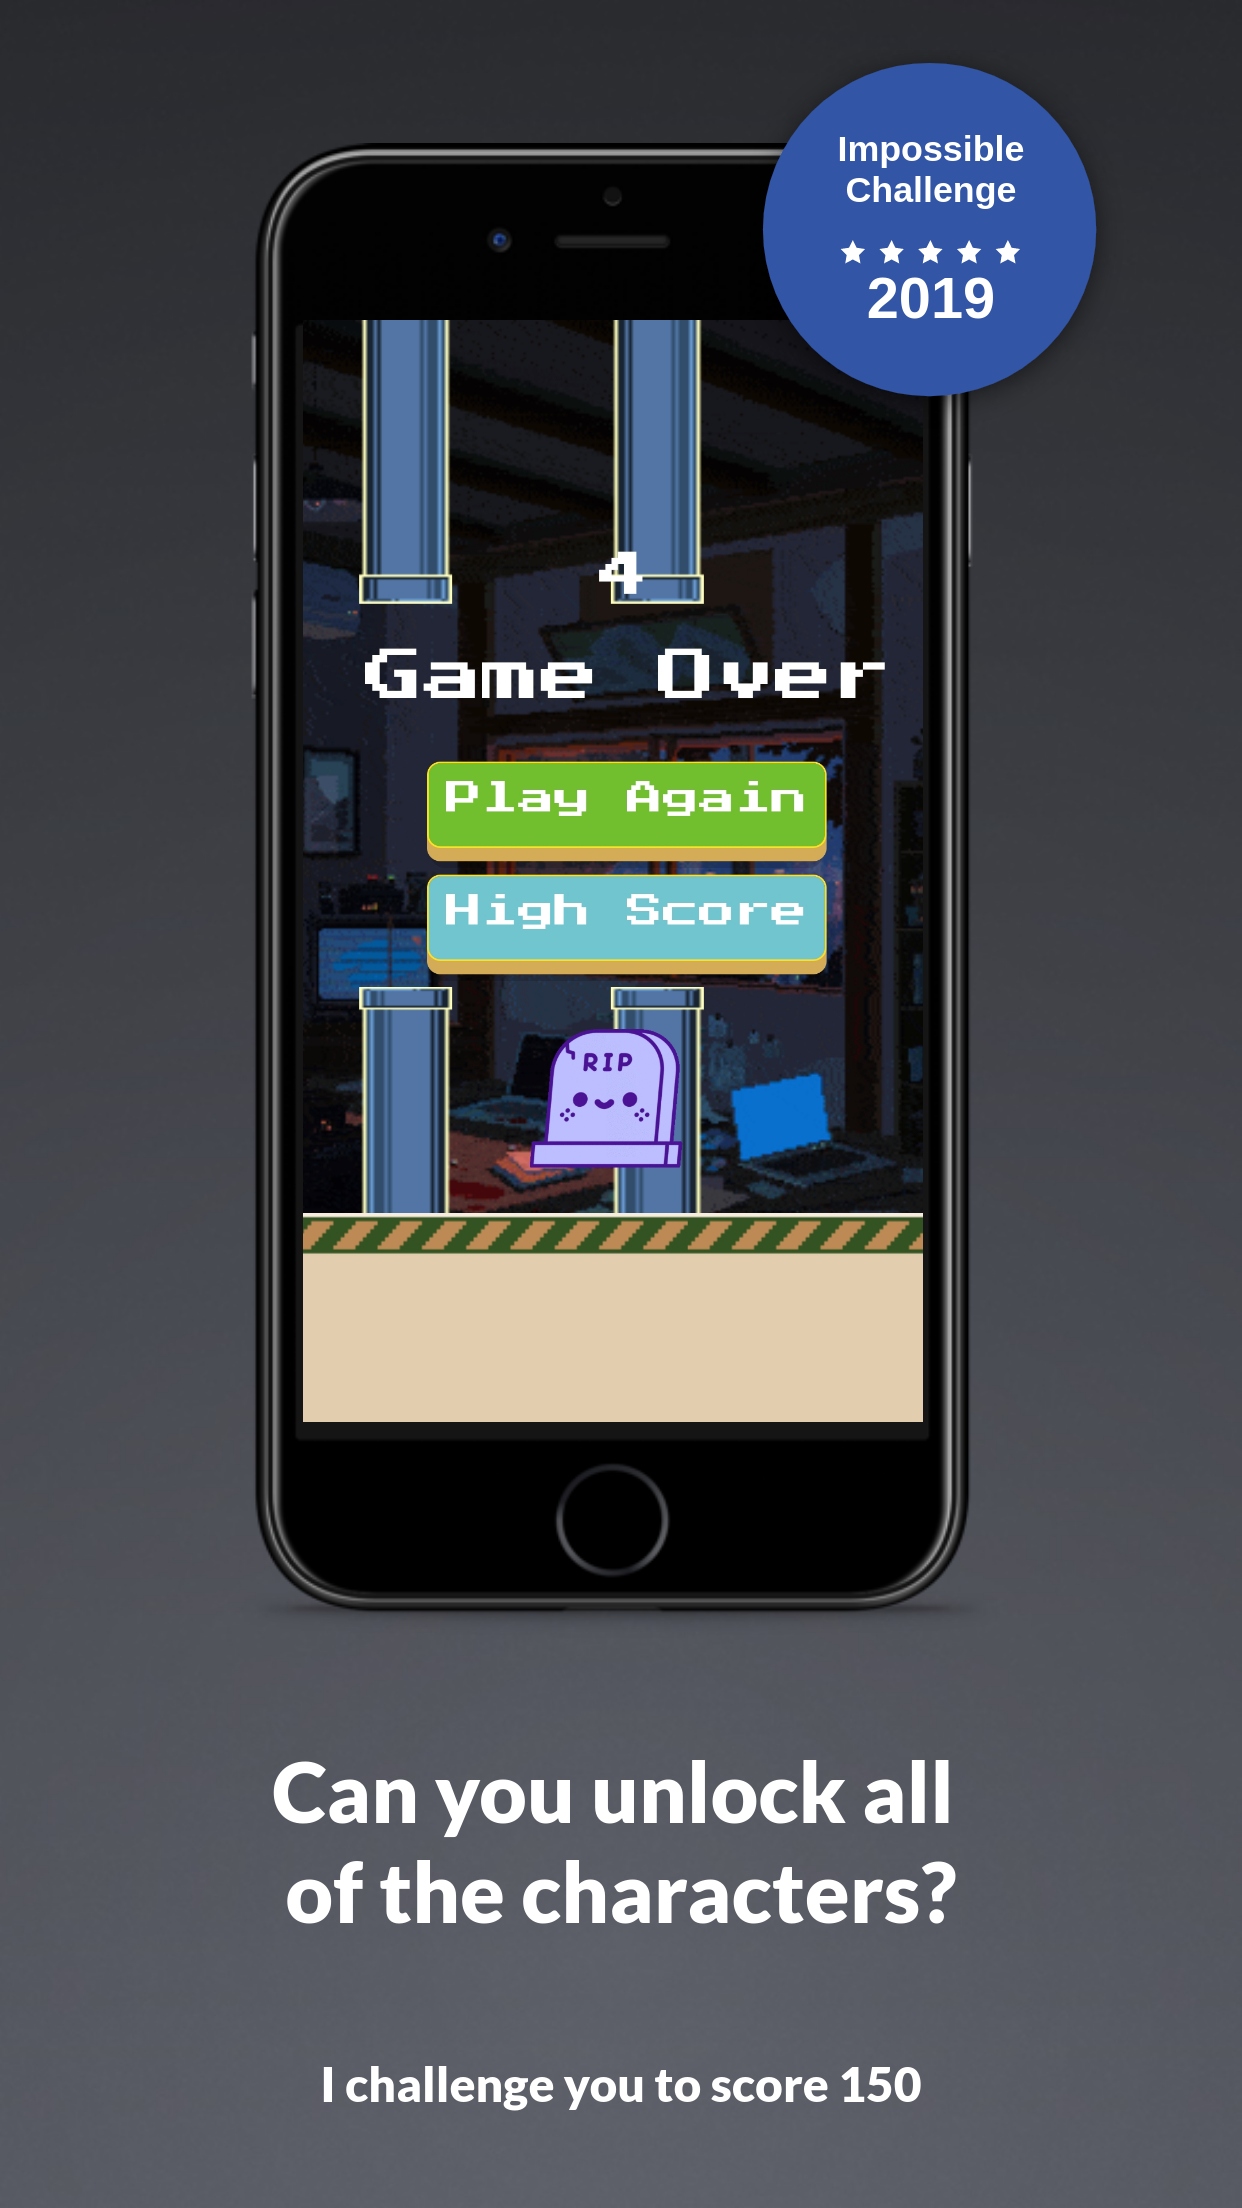 Impossible
Challenge
2019
4
Game Over
Play Again
High Score
RIP
Can you unlock all
of the characters?
I challenge you to score 150